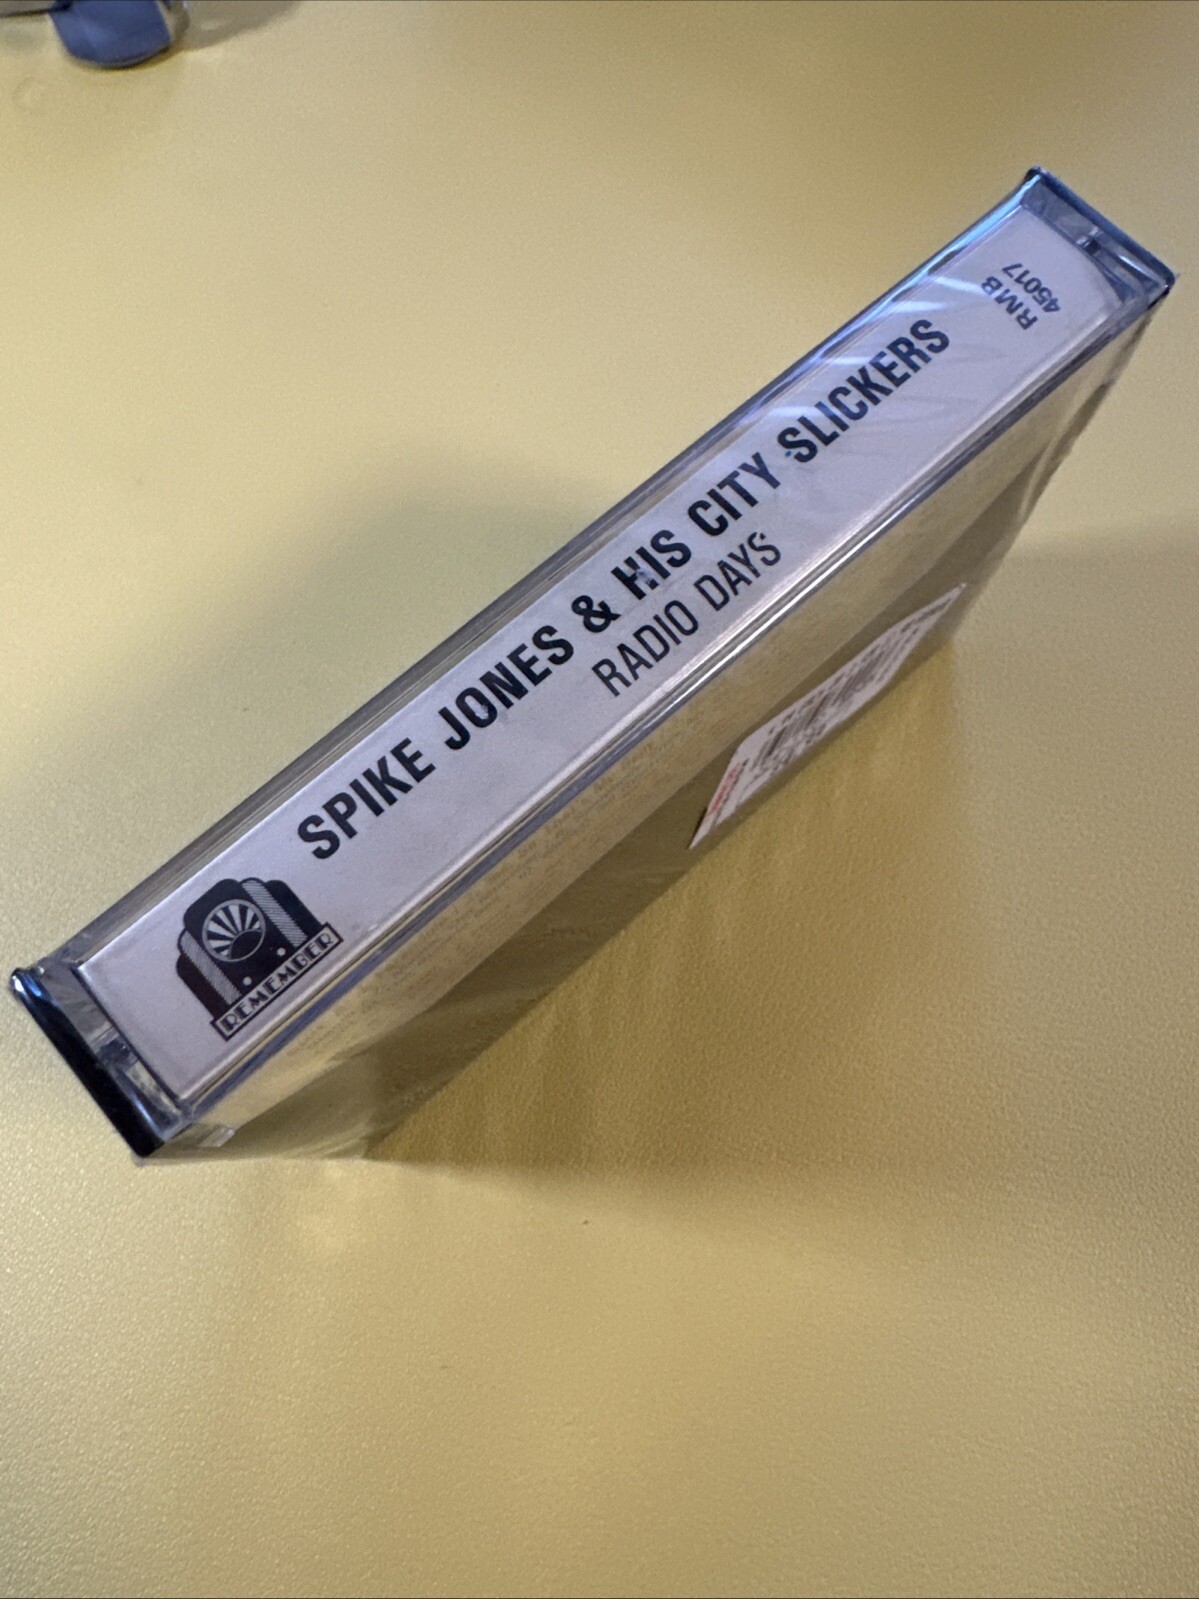 REMEMBER
SPIKE JONES & HIS CITY SLICKERS
RADIO DAYS
RMB
45017